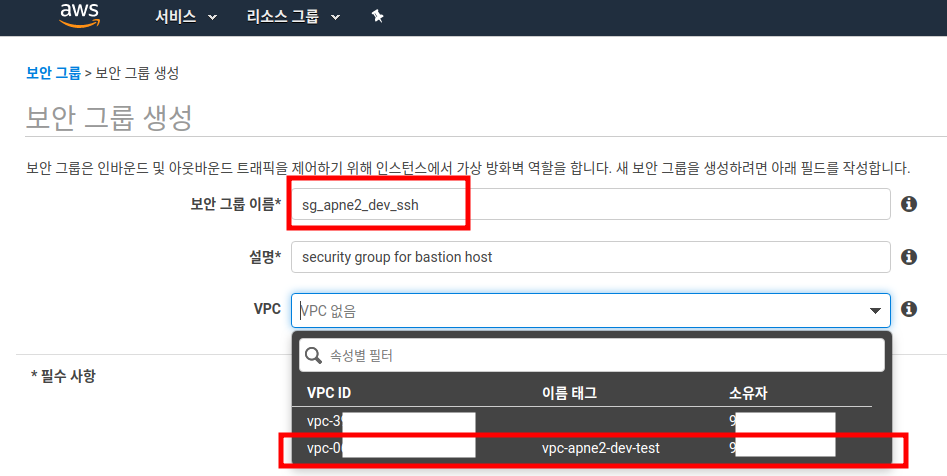 aws 서비스 리소스 그룹
보안 그룹 > 보안 그룹 생성
보안 그룹 생성
보안 그룹은 인바운드 및 아웃바운드 트래픽을 제어하기 위해 인스턴스에서 가상 방화벽 역할을 합니다. 새 보안 그룹을 생성하려면 아래 필드를 작성합니다.
보안 그룹 이름* sg_apne2_dev_ssh
설명* security group for bastion host
VPC VPC 없음
속성별 필터
* 필수 사항
VPC ID 이름 태그 소유자
vpc-39 9
vpc-0 vpc-apne2-dev-test 9